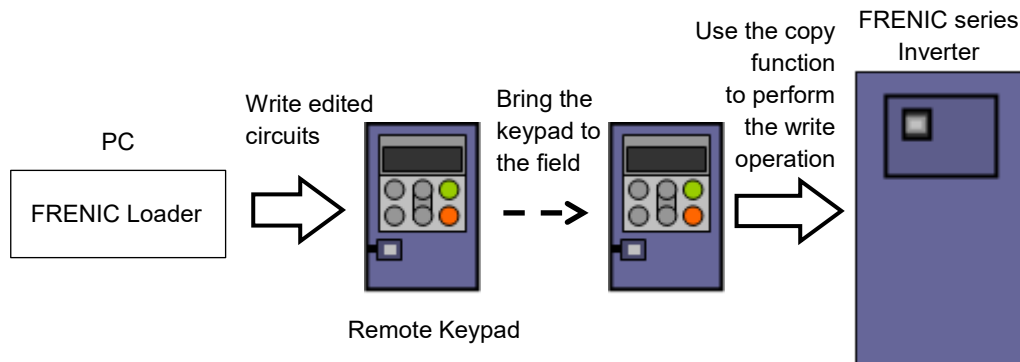 PC
FRENIC Loader
Write edited
circuits
Remote Keypad
Bring the
keypad to
the field
Use the copy
function
to perform
the write
operation
FRENIC series
Inverter